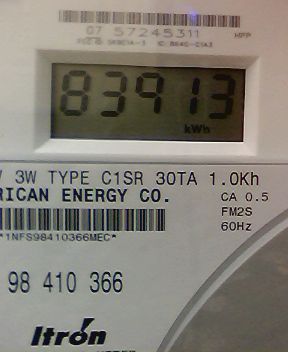 07 57245311
83913
kWh
3W TYPE C1SR 30TA 1.0Kh
RICAN ENERGY CO. CA 0.5
FM2S
60Hz
*1NFS98410366MEC*
98 410 366
Itron